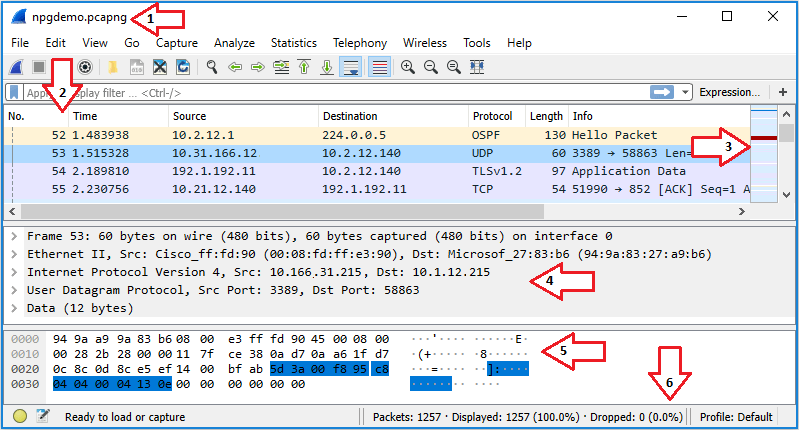 npgdemo.pcapng
1
File Edit View Go Capture Analyze Statistics Telephony Wireless Tools Help
2
display filter ... <Ctrl-/> Expression... +
No. Time Source Destination Protocol Length Info
52 1.483938 10.2.12.1 224.0.0.5 OSPF 130 Hello Packet
53 1.515328 10.31.166.12 10.2.12.140 UDP 60 3389 → 58863 Len=
3
54 2.189810 192.1.192.11 10.2.12.140 TLSv1.2 97 Application Data
55 2.230756 10.21.12.140 192.1.192.11 TCP 54 51990 → 852 [ACK] Seq=1 A
Frame 53: 60 bytes on wire (480 bits), 60 bytes captured (480 bits) on interface 0
Ethernet II, Src: Cisco_ff:fd:90 (00:08:fd:ff:e3:90), Dst: Microsof_27:83:b6 (94:9a:83:27:a9:b6)
Internet Protocol Version 4, Src: 10.166.31.215, Dst: 10.1.12.215
4
User Datagram Protocol, Src Port: 3389, Dst Port: 58863
Data (12 bytes)
0000 94 9a a9 9a 83 b6 08 00 e3 ff fd 90 45 00 08 00 ···'···· ····E···
0010 00 28 2b 28 00 00 11 7f ce 38 0a d7 0a a6 1f d7 (+····· 8·····
5
0020 0c 8c 0d 8c e5 ef 14 00 bf ab 5d 3a 00 f8 95 c8 ···=···· ]:····
0030 04 04 00 04 13 0e 00 00 00 00 00 00
6
Ready to load or capture Packets: 1257 · Displayed: 1257 (100.0%) · Dropped: 0 (0.0%) Profile: Default